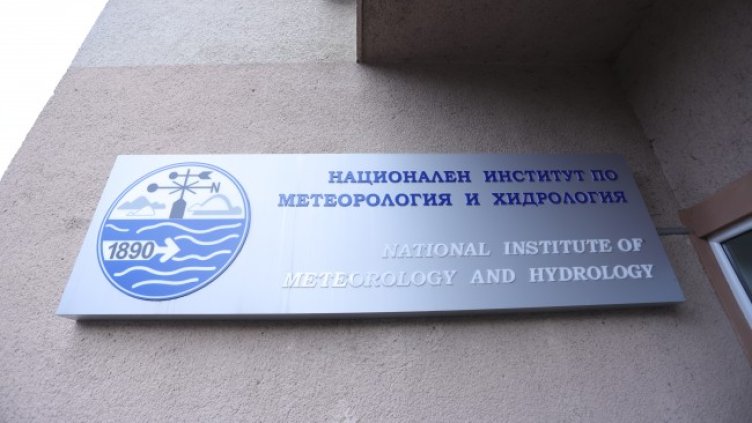 N
1890
НАЦИОНАЛЕН ИНСТИТУТ ПО
МЕТЕОРОЛОГИЯ И ХИДРОЛОГИЯ
NATIONAL INSTITUTE OF
METEOROLOGY AND HYDROLOGY